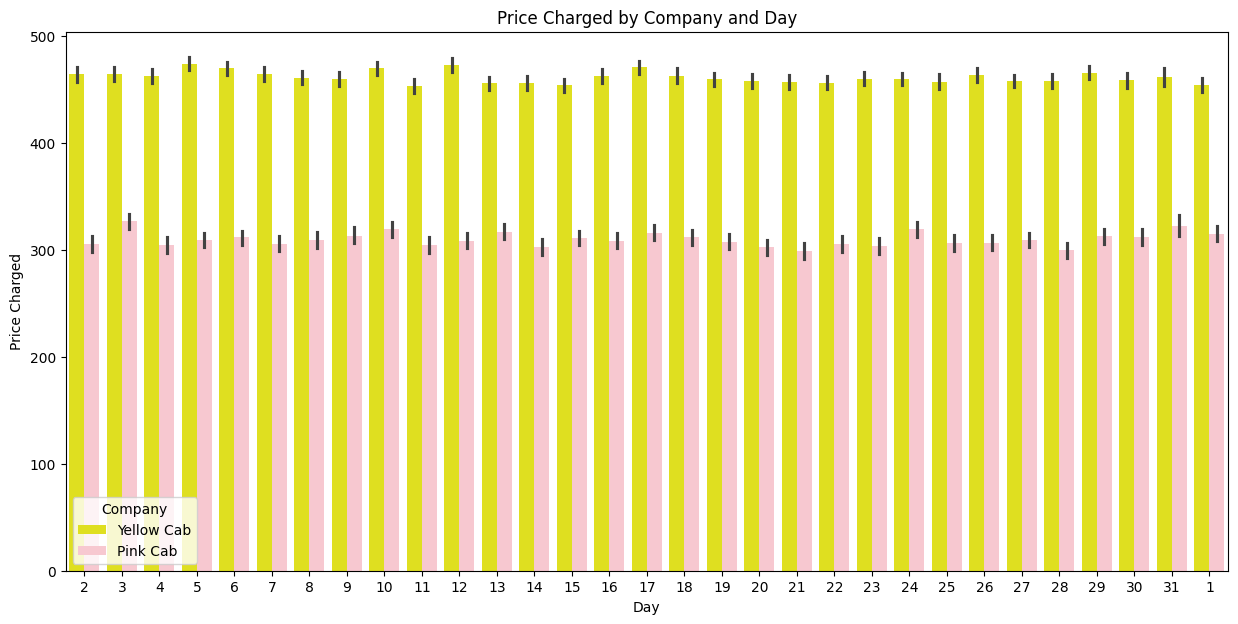 Price Charged by Company and Day
Price Charged
500
400
300
200
100
0
Company
Yellow Cab
Pink Cab
2 3 4 5 6 7 8 9 10 11 12 13 14 15 16 17 18 19 20 21 22 23 24 25 26 27 28 29 30 31 1
Day